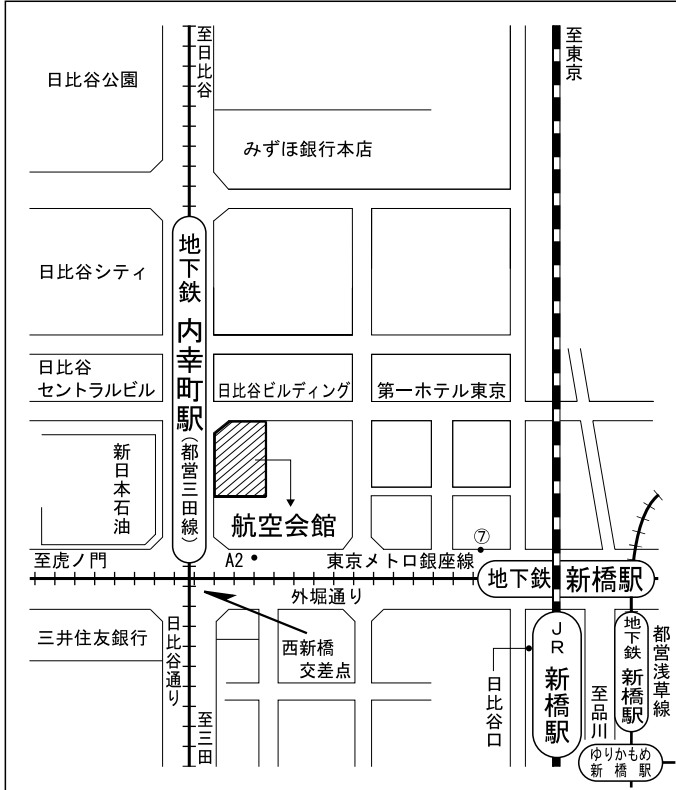 至日比谷
至東京
日比谷公園
みずほ銀行本店
日比谷シティ
地下鉄 内幸町駅(都営三田線)
日比谷
セントラルビル
日比谷ビルディング
第一ホテル東京
新日本石油
航空会館
⑦
至虎ノ門
A2
東京メトロ銀座線
地下鉄 新橋駅
外堀通り
三井住友銀行
日比谷通り
西新橋
交差点
至三田
日比谷口
JR 新橋駅
至品川
地下鉄 新橋駅
都営浅草線
ゆりかもめ
新橋駅